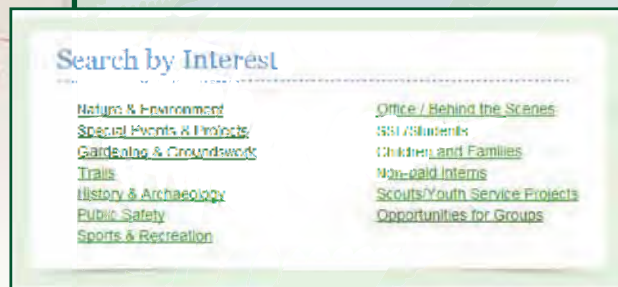 Search by Interest
Nature & Environment
Special Events & Projects
Gardening & Groundswork
Trails
History & Archaeology
Public Safety
Sports & Recreation
Office / Behind the Scenes
SSL/Students
Children and Families
Non-paid Interns
Scouts/Youth Service Projects
Opportunities for Groups